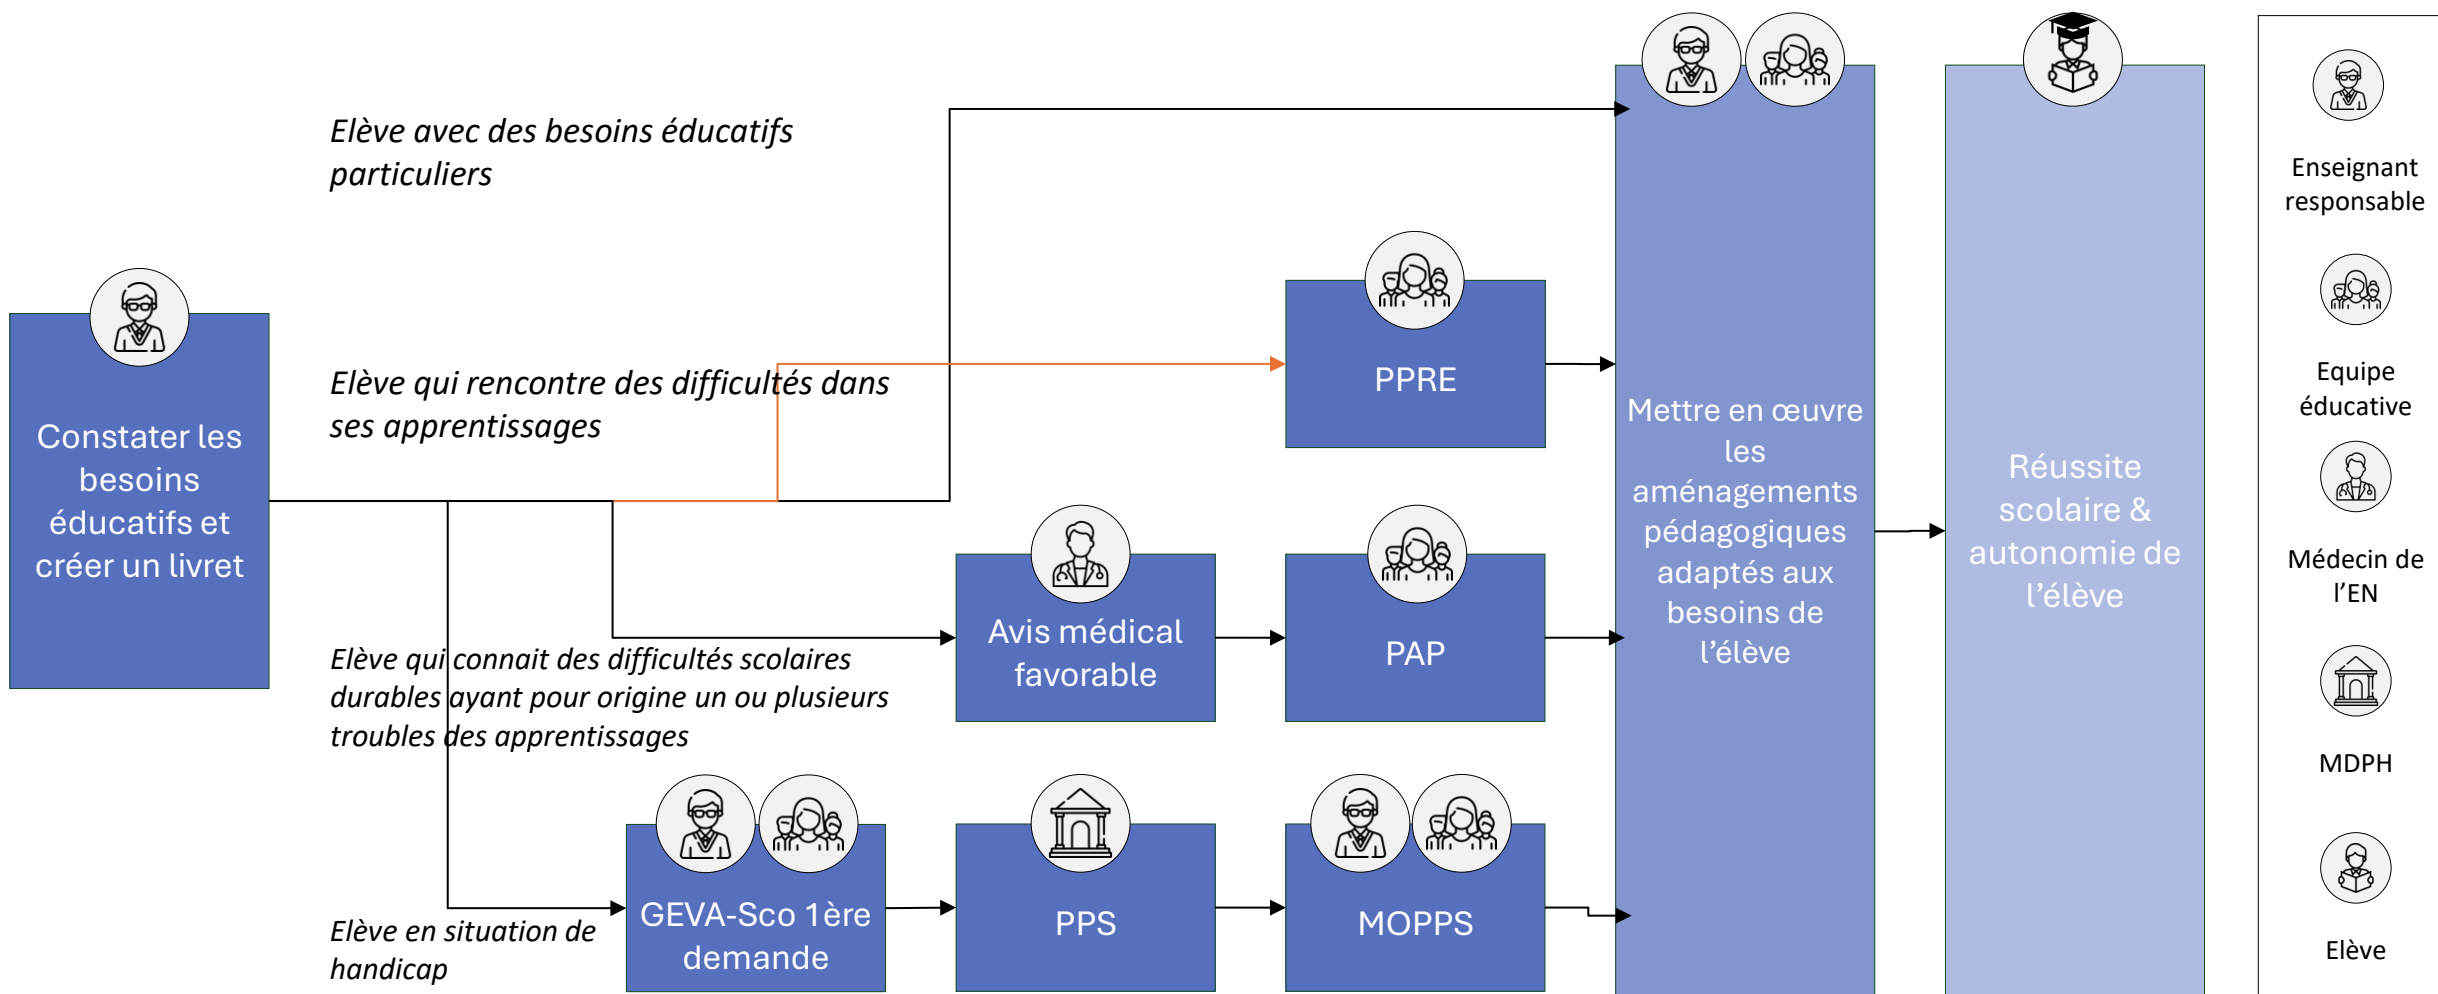 Elève avec des besoins éducatifs
particuliers
Elève qui rencontre des difficultés dans
ses apprentissages
Elève qui connait des difficultés scolaires
durables ayant pour origine un ou plusieurs
troubles des apprentissages
Elève en situation de
handicap
Constater les
besoins
éducatifs et
créer un livret
PPRE
Avis médical
favorable
PAP
GEVA-Sco 1ère
demande
PPS
MOPPS
Mettre en œuvre
les
aménagements
pédagogiques
adaptés aux
besoins de
l’élève
Réussite
scolaire &
autonomie de
l’élève
Enseignant
responsable
Equipe
éducative
Médecin de
l’EN
MDPH
Elève